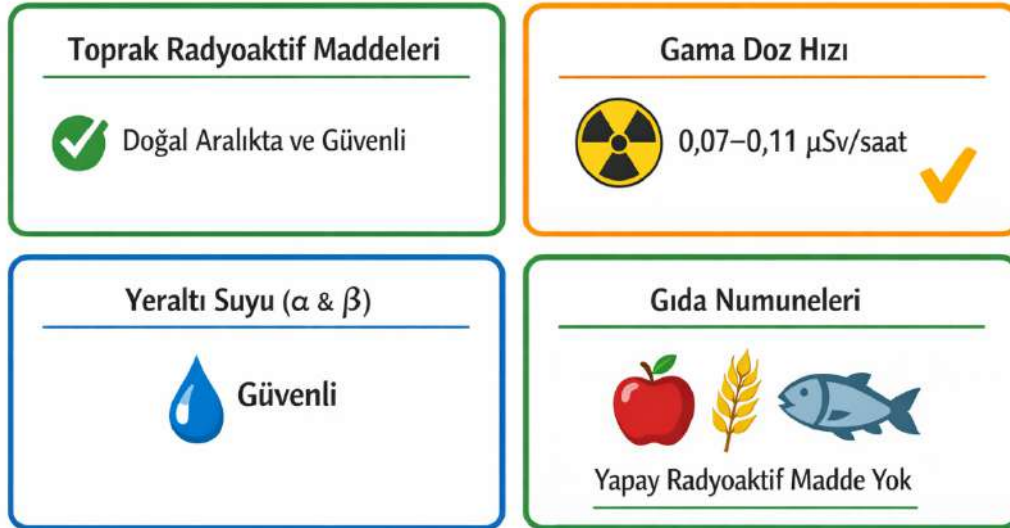 Toprak Radyoaktif Maddeleri
Doğal Aralıkta ve Güvenli
Gama Doz Hızı
0,07–0,11 µSv/saat
Yeraltı Suyu (α & β)
Güvenli
Gıda Numuneleri
Yapay Radyoaktif Madde Yok